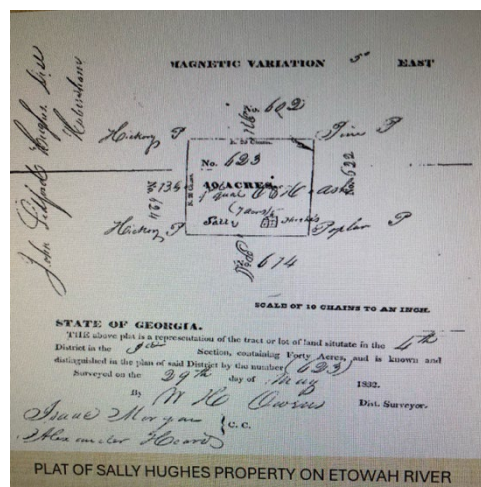 MAGNETIC VARIATION 5° EAST
John
Habersham
602
Hickory P
Pine P
No. 623
No. 622
40 ACRES.
Sally
Hickory P
Poplar P
614
SCALE OF 10 CHAINS TO AN INCH.
STATE OF GEORGIA.
THE above plat is a representation of the tract or lot of land situtate in the 4th
District in the Section, containing Forty Acres, and is known and
distinguished in the plan of said District by the number (623)
Surveyed on the 29th day of May 1832.
By Owens Dist. Surveyor.
Isaac Morgan
Alexander Heard } C. C.
PLAT OF SALLY HUGHES PROPERTY ON ETOWAH RIVER